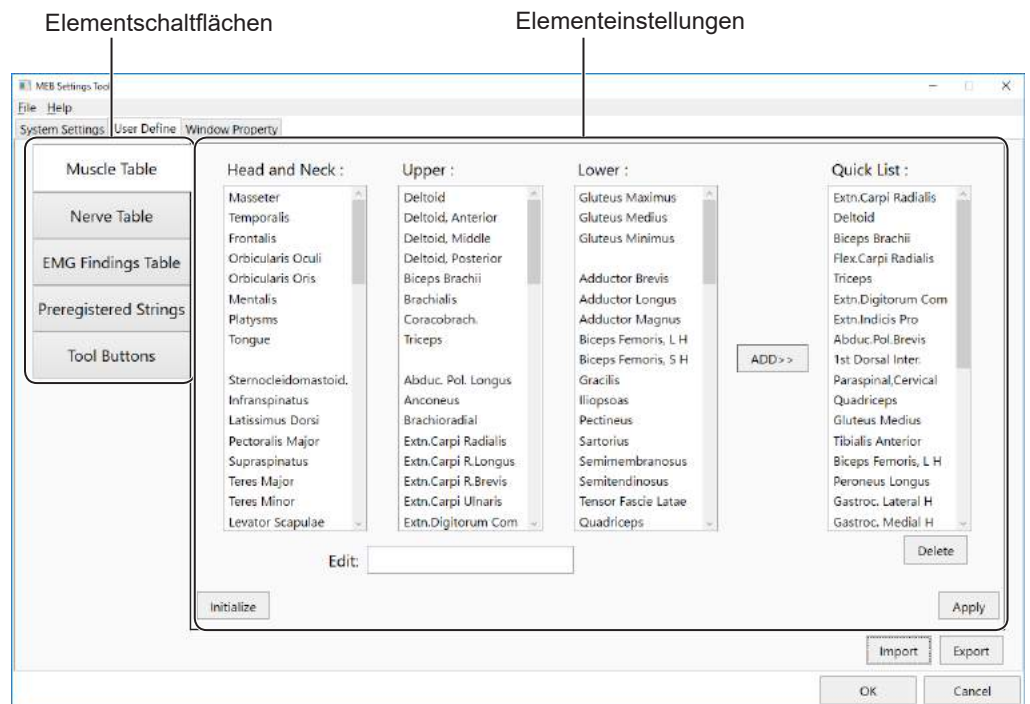 Elementschaltflächen
Elementeinstellungen
MEB Settings Tool
File Help
System Settings User Define Window Property
Muscle Table
Nerve Table
EMG Findings Table
Preregistered Strings
Tool Buttons
Head and Neck :
Masseter
Temporalis
Frontalis
Orbicularis Oculi
Orbicularis Oris
Mentalis
Platysms
Tongue
Sternocleidomastoid.
Infranspinatus
Latissimus Dorsi
Pectoralis Major
Supraspinatus
Teres Major
Teres Minor
Levator Scapulae
Upper :
Deltoid
Deltoid, Anterior
Deltoid, Middle
Deltoid, Posterior
Biceps Brachii
Brachialis
Coracobrach.
Triceps
Abduc. Pol. Longus
Anconeus
Brachioradial
Extn.Carpi Radialis
Extn.Carpi R.Longus
Extn.Carpi R.Brevis
Extn.Carpi Ulnaris
Extn.Digitorum Com
Lower :
Gluteus Maximus
Gluteus Medius
Gluteus Minimus
Adductor Brevis
Adductor Longus
Adductor Magnus
Biceps Femoris, L H
Biceps Femoris, S H
Gracilis
Iliopsoas
Pectineus
Sartorius
Semimembranosus
Semitendinosus
Tensor Fascie Latae
Quadriceps
ADD>>
Quick List :
Extn.Carpi Radialis
Deltoid
Biceps Brachii
Flex.Carpi Radialis
Triceps
Extn.Digitorum Com
Extn.Indicis Pro
Abduc.Pol.Brevis
1st Dorsal Inter.
Paraspinal,Cervical
Quadriceps
Gluteus Medius
Tibialis Anterior
Biceps Femoris, L H
Peroneus Longus
Gastroc. Lateral H
Gastroc. Medial H
Edit:
Delete
Initialize
Apply
Import Export
OK Cancel